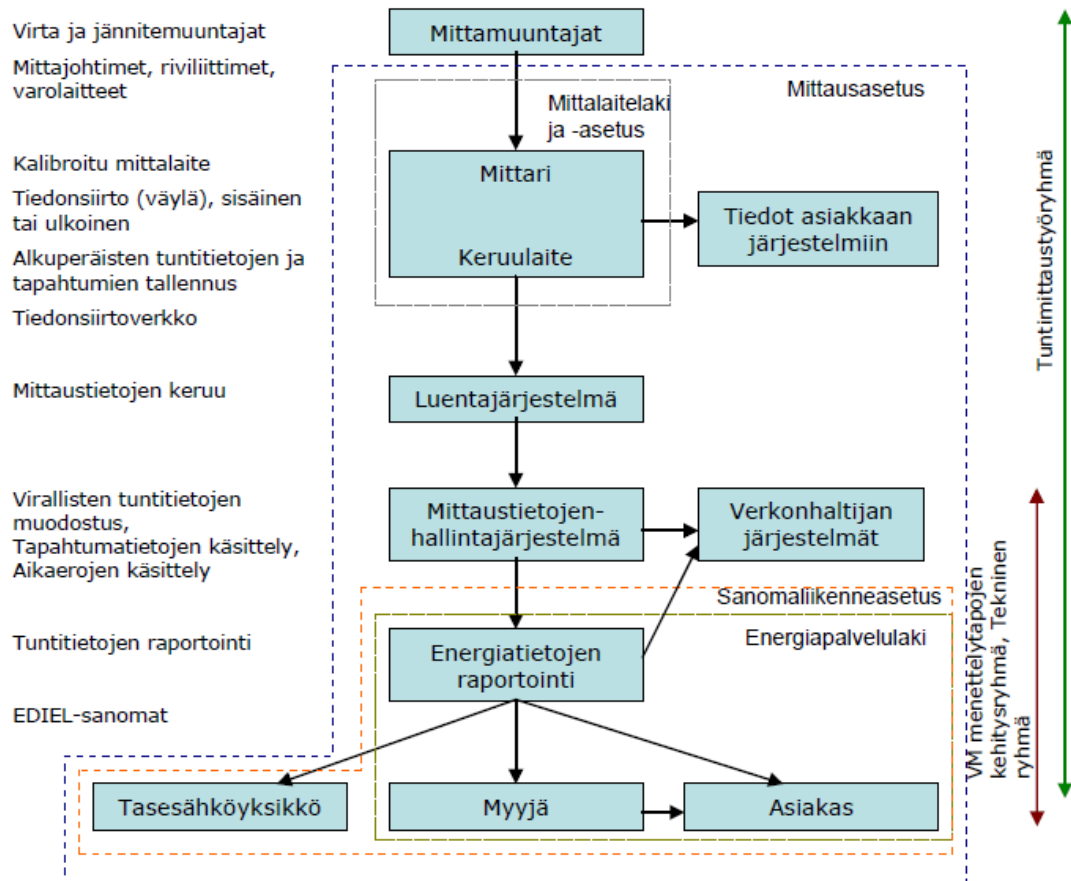 Virta ja jännitemuuntajat
Mittajohtimet, riviliittimet,
varolaitteet
Kalibroitu mittalaite
Tiedonsiirto (väylä), sisäinen
tai ulkoinen
Alkuperäisten tuntitietojen ja
tapahtumien tallennus
Tiedonsiirtoverkko
Mittaustietojen keruu
Virallisten tuntitietojen
muodostus,
Tapahtumatietojen käsittely,
Aikaerojen käsittely
Tuntitietojen raportointi
EDIEL-sanomat
Mittamuuntajat
Mittausasetus
Mittalaitelaki
ja -asetus
Mittari
Keruulaite
Tiedot asiakkaan
järjestelmiin
Luentajärjestelmä
Mittaustietojen-
hallintajärjestelmä
Verkonhaltijan
järjestelmät
Sanomaliikenneasetus
Energiapalvelulaki
Energiatietojen
raportointi
Tasesähköyksikkö
Myyjä
Asiakas
Tuntimittaustyöryhmä
VM menettelytapojen
kehitysryhmä, Tekninen
ryhmä